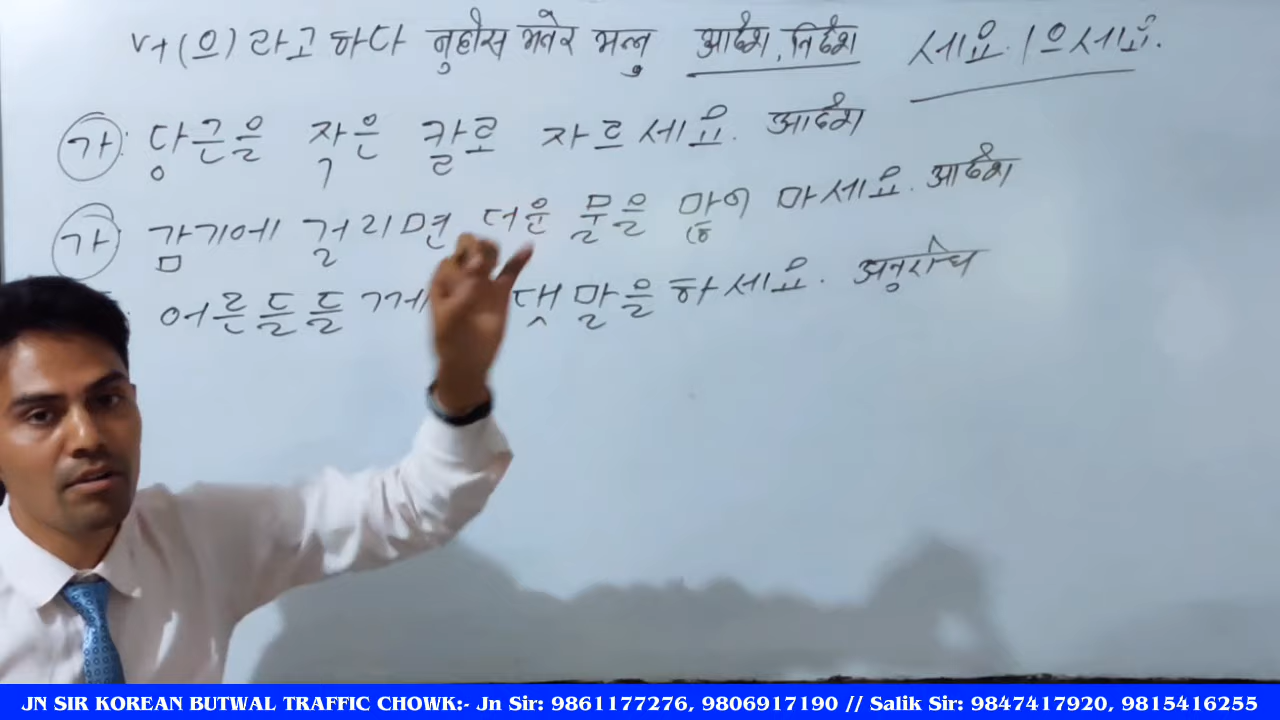 V+(으)라고 하다 नुहोस भनेर भन्नु आदेश, निर्देश 세요. / 으세요.
가: 당근을 작은 칼로 자르세요. आदेश
가 감기에 걸리면 더운 물을 많이 마세요. आदेश
어른들들께 댓말을 하세요. अनुरोध
JN SIR KOREAN BUTWAL TRAFFIC CHOWK:- Jn Sir: 9861177276, 9806917190 // Salik Sir: 9847417920, 9815416255